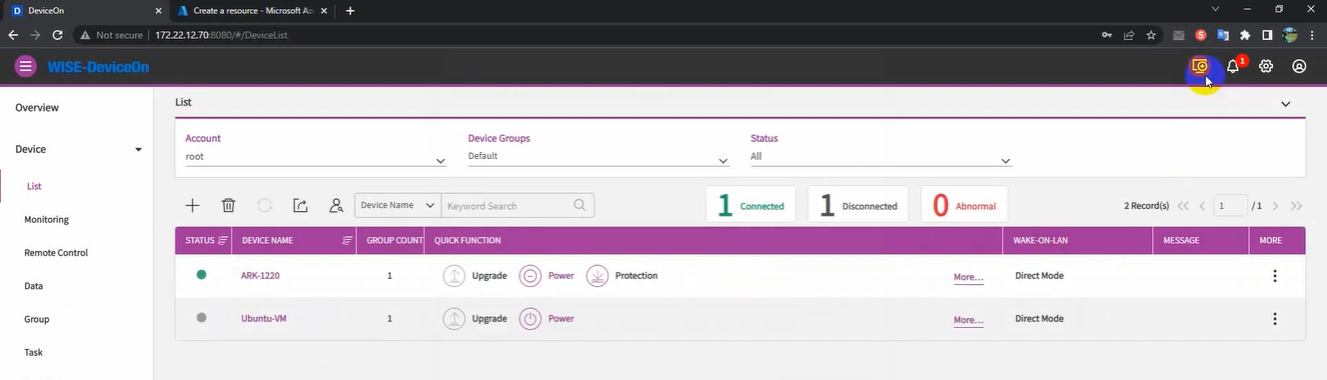 DeviceOn
Create a resource - Microsoft Az
Not secure | 172.22.12.70:8080/#/DeviceList
WISE-DeviceOn
1
Overview
Device
List
Monitoring
Remote Control
Data
Group
Task
List
Account
Device Groups
Status
root
Default
All
Device Name
Keyword Search
1 Connected
1 Disconnected
0 Abnormal
2 Record(s)
1 / 1
STATUS DEVICE NAME GROUP COUNT QUICK FUNCTION WAKE-ON-LAN MESSAGE MORE
ARK-1220 1 Upgrade Power Protection More... Direct Mode
Ubuntu-VM 1 Upgrade Power More... Direct Mode